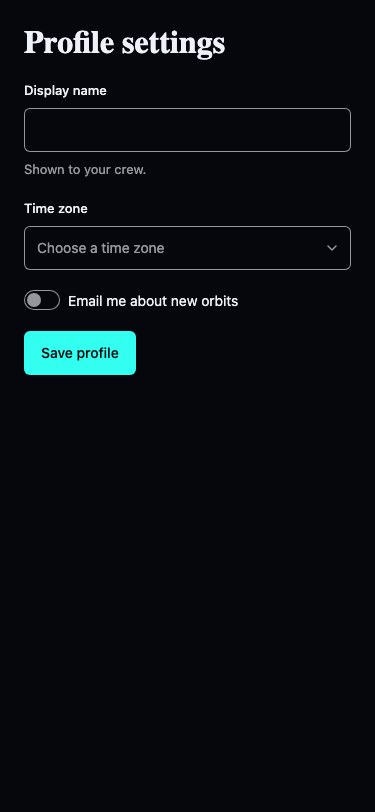 Profile settings
Display name
Shown to your crew.
Time zone
Choose a time zone
Email me about new orbits
Save profile